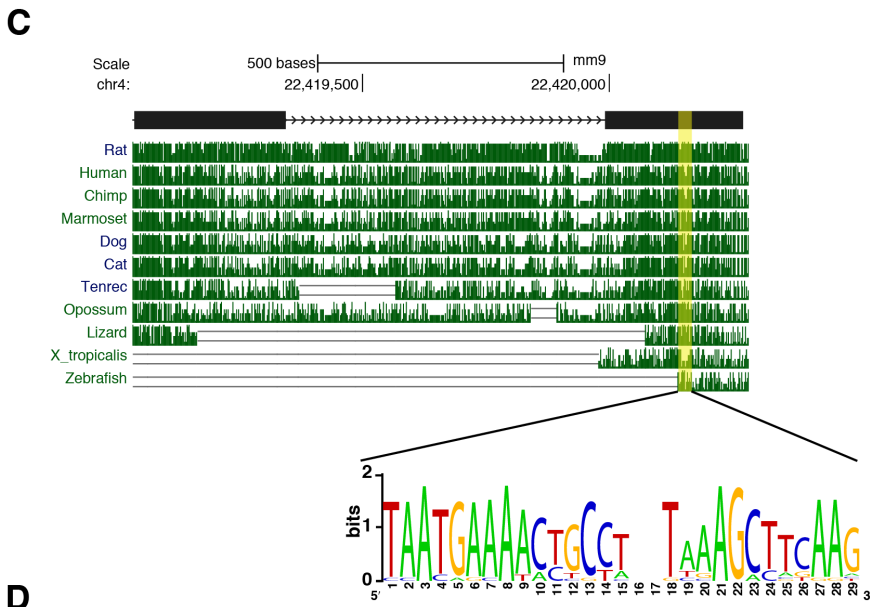 C
Scale 500 bases mm9
chr4: 22,419,500 22,420,000
Rat
Human
Chimp
Marmoset
Dog
Cat
Tenrec
Opossum
Lizard
X_tropicalis
Zebrafish
2
bits
1
0
TAATGAAAACTGCCT TAAAGCTTCAAG
5' 1 2 3 4 5 6 7 8 9 10 11 12 13 14 15 16 17 18 19 20 21 22 23 24 25 26 27 28 29 3
D